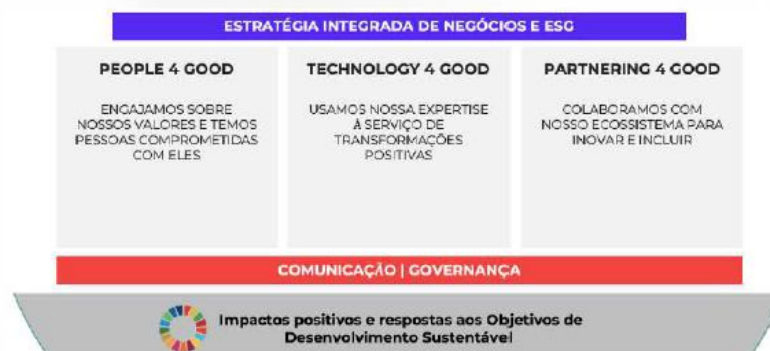 ESTRATÉGIA INTEGRADA DE NEGÓCIOS E ESG
PEOPLE 4 GOOD
ENGAJAMOS SOBRE
NOSSOS VALORES E TEMOS
PESSOAS COMPROMETIDAS
COM ELES
TECHNOLOGY 4 GOOD
USAMOS NOSSA EXPERTISE
À SERVIÇO DE
TRANSFORMAÇÕES
POSITIVAS
PARTNERING 4 GOOD
COLABORAMOS COM
NOSSO ECOSSISTEMA PARA
INOVAR E INCLUIR
COMUNICAÇÃO | GOVERNANÇA
Impactos positivos e respostas aos Objetivos de
Desenvolvimento Sustentável